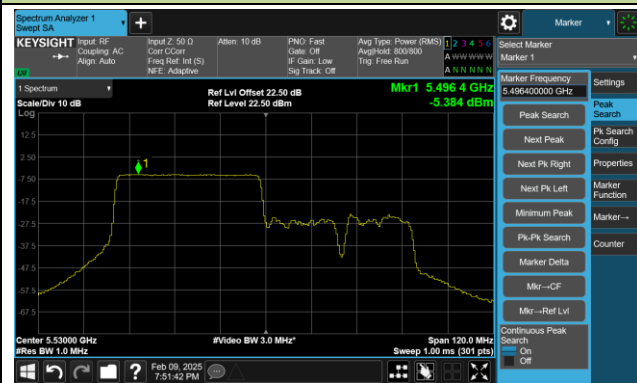 Spectrum Analyzer 1
Swept SA
+
Marker
KEYSIGHT
Input: RF
Coupling: AC
Align: Auto
Input Z: 50 Ω
Corr CCorr
Freq Ref: Int (S)
NFE: Adaptive
Atten: 10 dB
PNO: Fast
Gate: Off
IF Gain: Low
Sig Track: Off
Avg Type: Power (RMS)
Avg|Hold: 800/800
Trig: Free Run
1 2 3 4 5 6
A W W W W W
A N N N N N
Select Marker
Marker 1
1 Spectrum
Scale/Div 10 dB
Ref Lvl Offset 22.50 dB
Ref Level 22.50 dBm
Mkr1 5.496 4 GHz
-5.384 dBm
Log
12.5
2.50
-7.50
-17.5
-27.5
-37.5
-47.5
-57.5
-67.5
1
Center 5.53000 GHz
#Res BW 1.0 MHz
#Video BW 3.0 MHz*
Span 120.0 MHz
Sweep 1.00 ms (301 pts)
Marker Frequency
5.496400000 GHz
Peak Search
Next Peak
Next Pk Right
Next Pk Left
Minimum Peak
Pk-Pk Search
Marker Delta
Mkr→CF
Mkr→Ref Lvl
Continuous Peak
Search
On
Off
Settings
Peak
Search
Pk Search
Config
Properties
Marker
Function
Marker→
Counter
?
Feb 09, 2025
7:51:42 PM